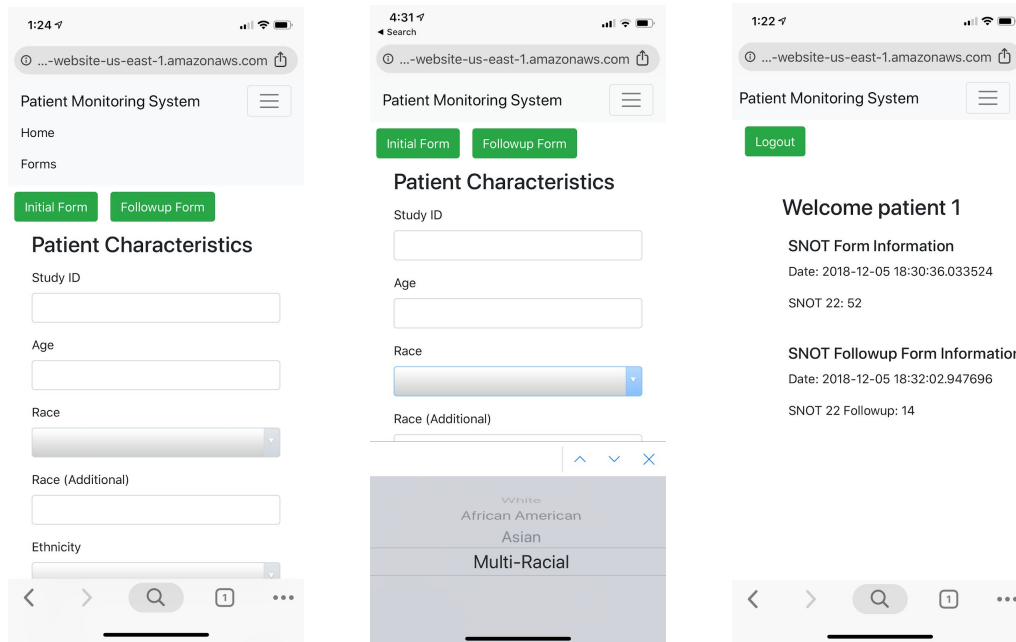 1:24
...-website-us-east-1.amazonaws.com
Patient Monitoring System
Home
Forms
Initial Form
Followup Form
Patient Characteristics
Study ID
Age
Race
Race (Additional)
Ethnicity
1
4:31
◀ Search
...-website-us-east-1.amazonaws.com
Patient Monitoring System
Initial Form
Followup Form
Patient Characteristics
Study ID
Age
Race
Race (Additional)
White
African American
Asian
Multi-Racial
1:22
...-website-us-east-1.amazonaws.com
Patient Monitoring System
Logout
Welcome patient 1
SNOT Form Information
Date: 2018-12-05 18:30:36.033524
SNOT 22: 52
SNOT Followup Form Information
Date: 2018-12-05 18:32:02.947696
SNOT 22 Followup: 14
1